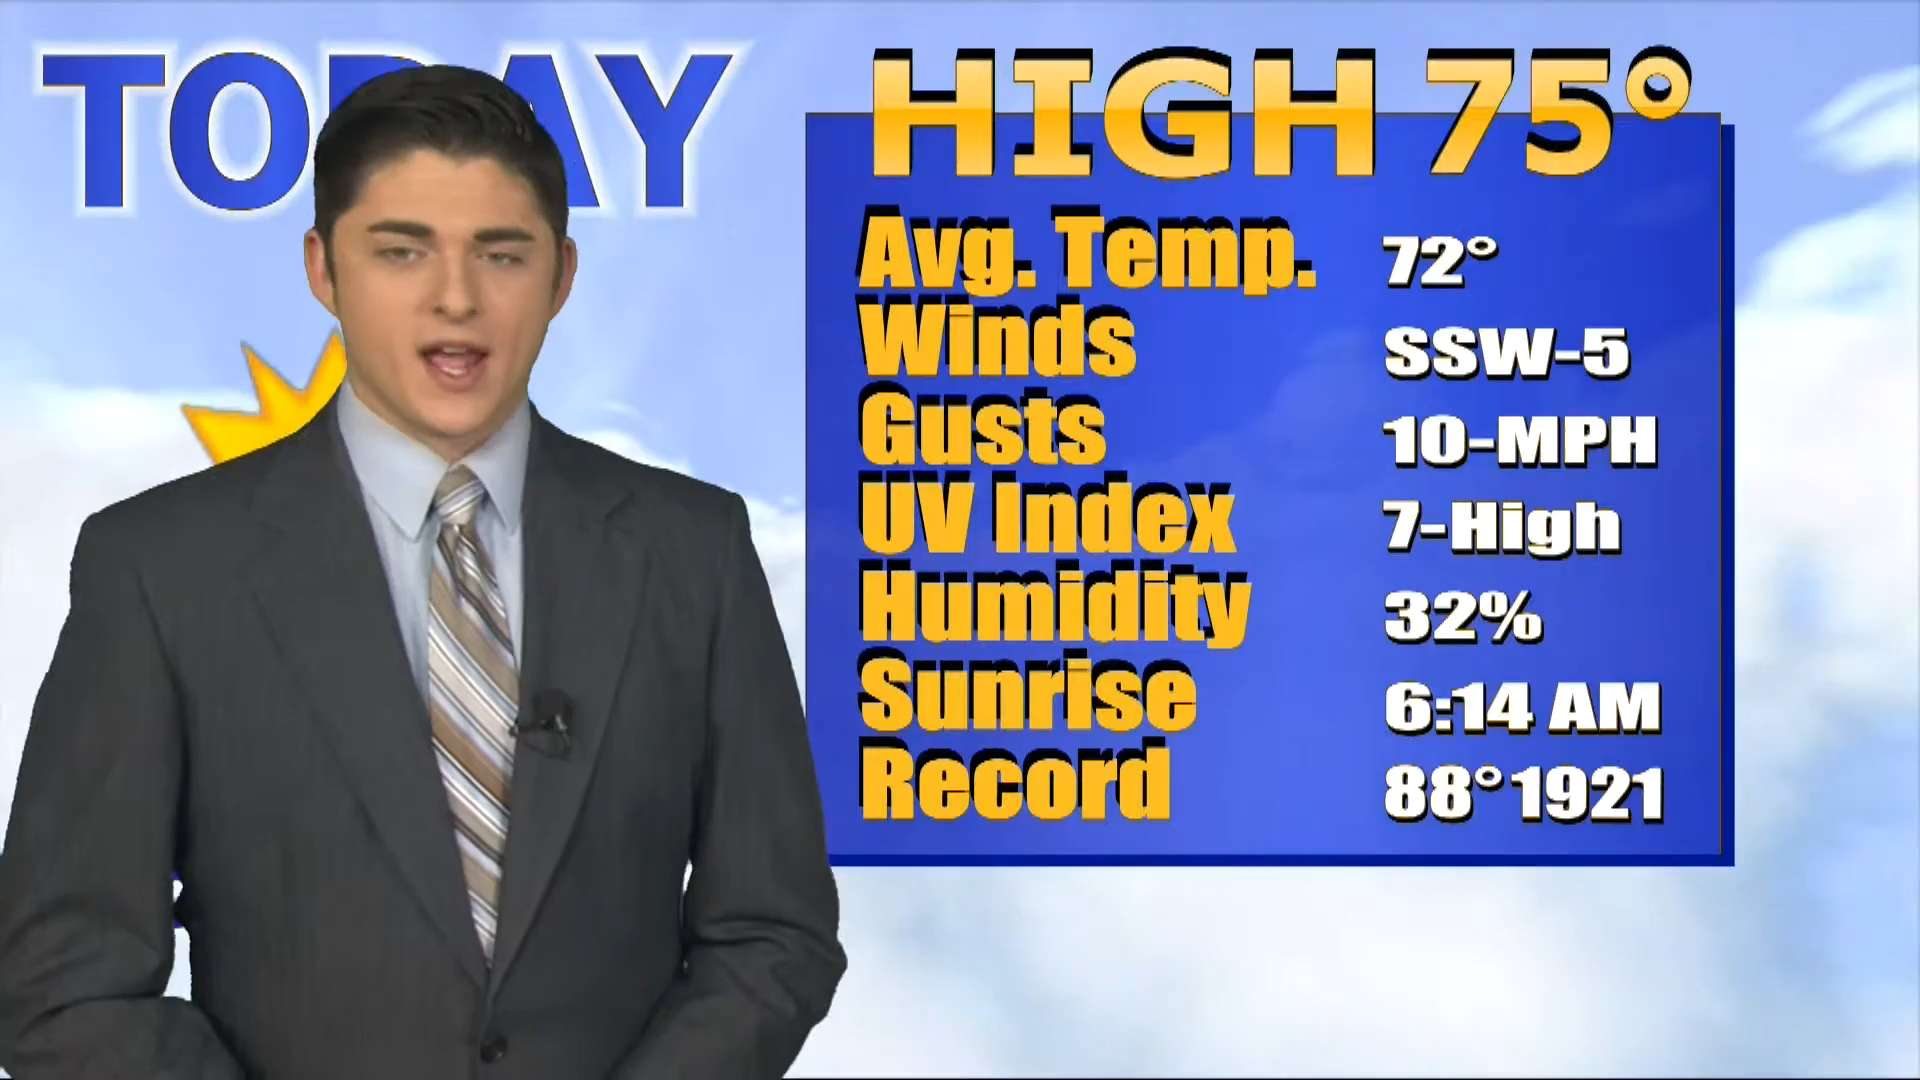 TODAY
HIGH 75°
Avg. Temp. 72°
Winds SSW-5
Gusts 10-MPH
UV Index 7-High
Humidity 32%
Sunrise 6:14 AM
Record 88° 1921